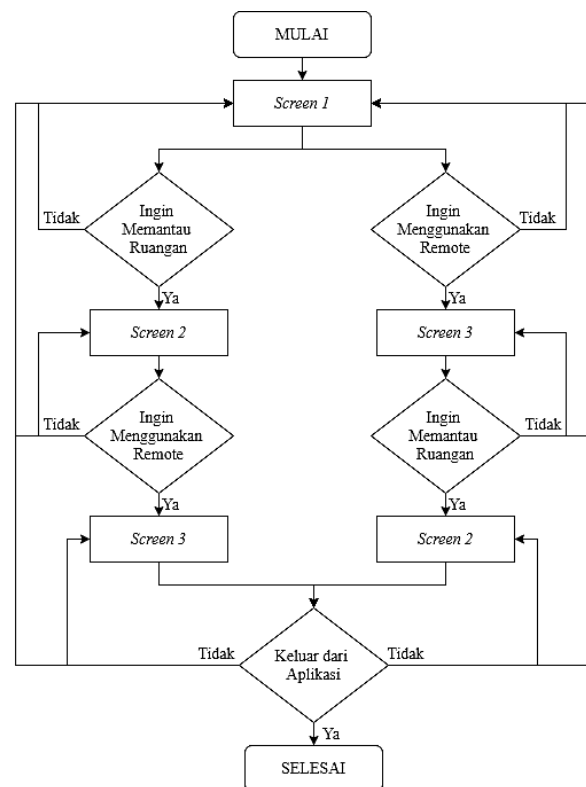 MULAI
Screen 1
Tidak
Ingin
Memantau
Ruangan
Ingin
Menggunakan
Remote
Tidak
Ya
Ya
Screen 2
Screen 3
Tidak
Ingin
Menggunakan
Remote
Ingin
Memantau
Ruangan
Tidak
Ya
Ya
Screen 3
Screen 2
Tidak
Keluar dari
Aplikasi
Tidak
Ya
SELESAI